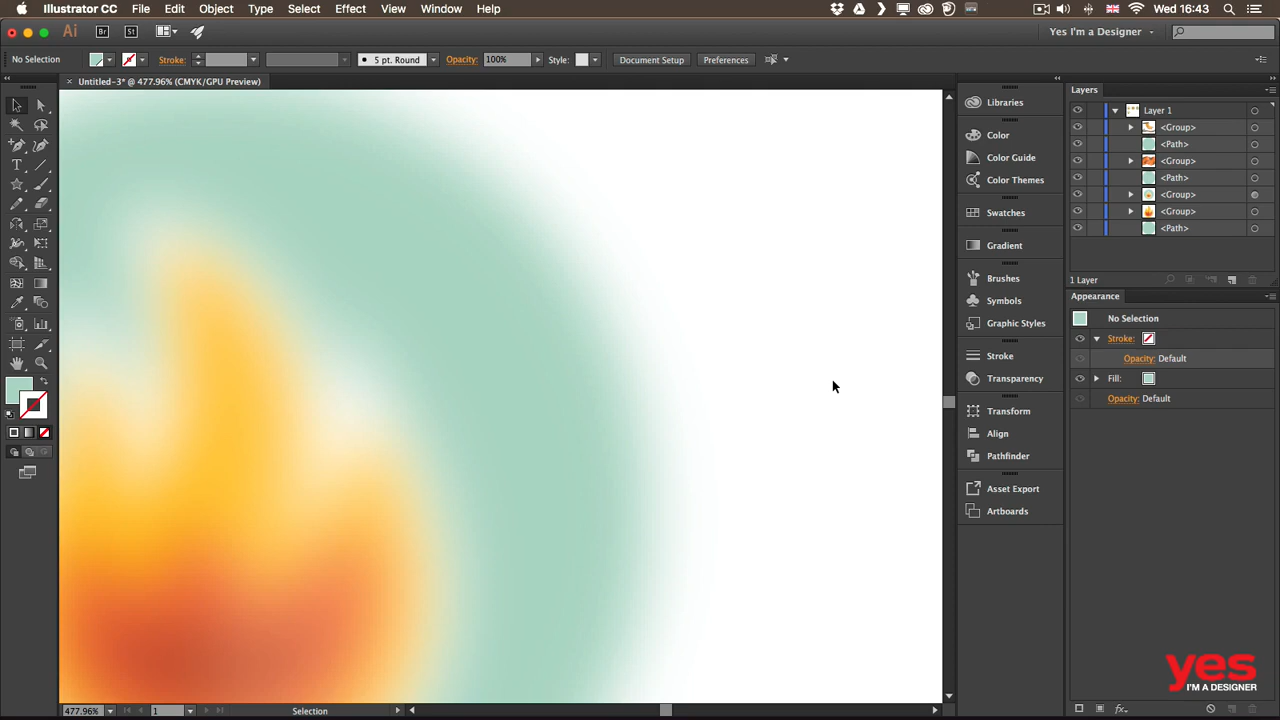 Illustrator CC File Edit Object Type Select Effect View Window Help Wed 16:43
Ai Br St Yes I'm a Designer
No Selection Stroke: 5 pt. Round Opacity: 100% Style: Document Setup Preferences
Untitled-3* @ 477.96% (CMYK/GPU Preview)
Libraries
Color
Color Guide
Color Themes
Swatches
Gradient
Brushes
Symbols
Graphic Styles
Stroke
Transparency
Transform
Align
Pathfinder
Asset Export
Artboards
Layers
Layer 1
<Group>
<Path>
<Group>
<Path>
<Group>
<Group>
<Path>
1 Layer
Appearance
No Selection
Stroke:
Opacity: Default
Fill:
Opacity: Default
yes
I'M A DESIGNER
477.96% 1 Selection
fx